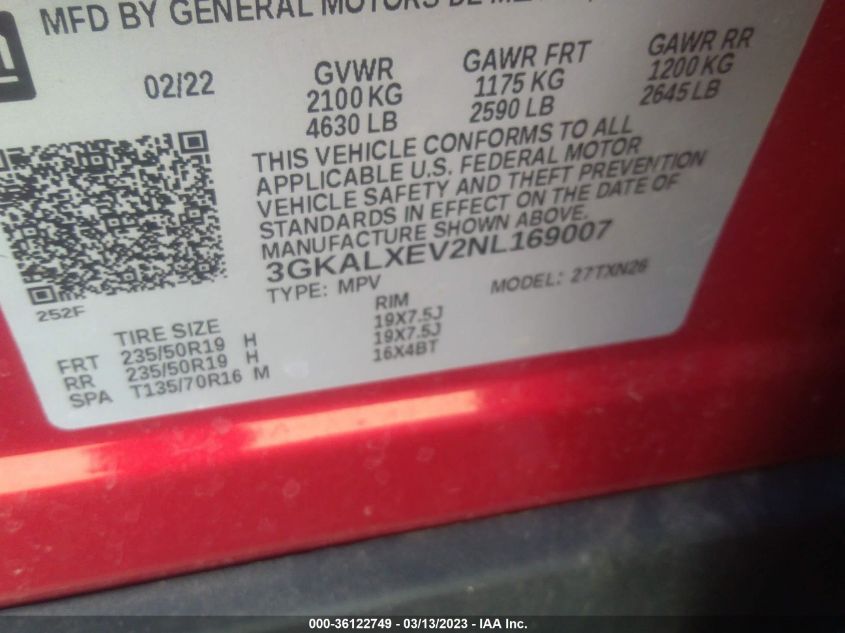 MFD BY GENERAL MOTORS DE
02/22
GVWR
2100 KG
4630 LB
GAWR FRT
1175 KG
2590 LB
GAWR RR
1200 KG
2645 LB
THIS VEHICLE CONFORMS TO ALL
APPLICABLE U.S. FEDERAL MOTOR
VEHICLE SAFETY AND THEFT PREVENTION
STANDARDS IN EFFECT ON THE DATE OF
MANUFACTURE SHOWN ABOVE.
3GKALXEV2NL169007
TYPE: MPV MODEL: 27TXN26
252F
TIRE SIZE RIM
FRT 235/50R19 H 19X7.5J
RR 235/50R19 H 19X7.5J
SPA T135/70R16 M 16X4BT
000-36122749 — 03/13/2023 — IAA Inc.